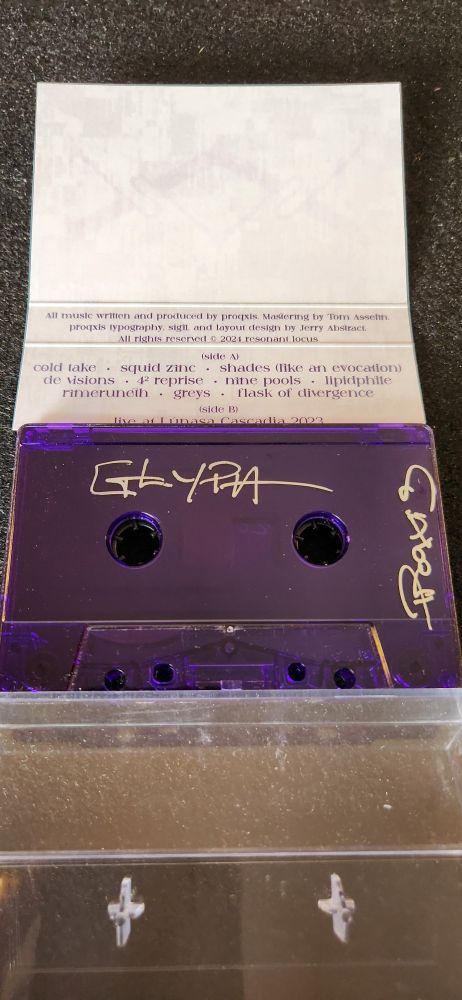 All music written and produced by proqxis. Mastering by Tom Asselin.
proqxis typography, sigil, and layout design by Jerry Abstract.
All rights reserved © 2024 resonant locus
(side A)
cold take · squid zinc · shades (like an evocation)
de visions · 4² reprise · nine pools · lipidphile
rimeruneth · greys · flask of divergence
(side B)
live at Lunasa Cascadia 2023